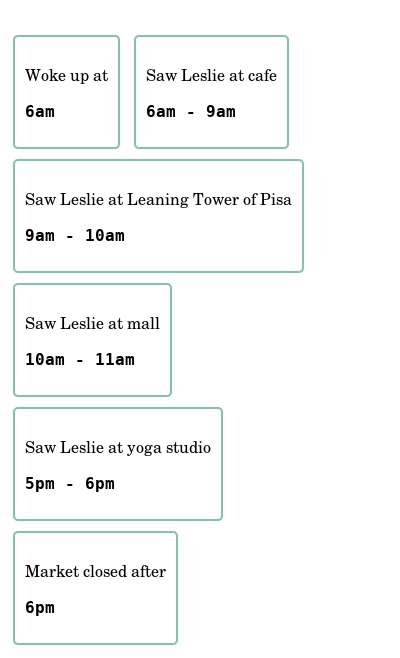 Woke up at
6am
Saw Leslie at cafe
6am - 9am
Saw Leslie at Leaning Tower of Pisa
9am - 10am
Saw Leslie at mall
10am - 11am
Saw Leslie at yoga studio
5pm - 6pm
Market closed after
6pm